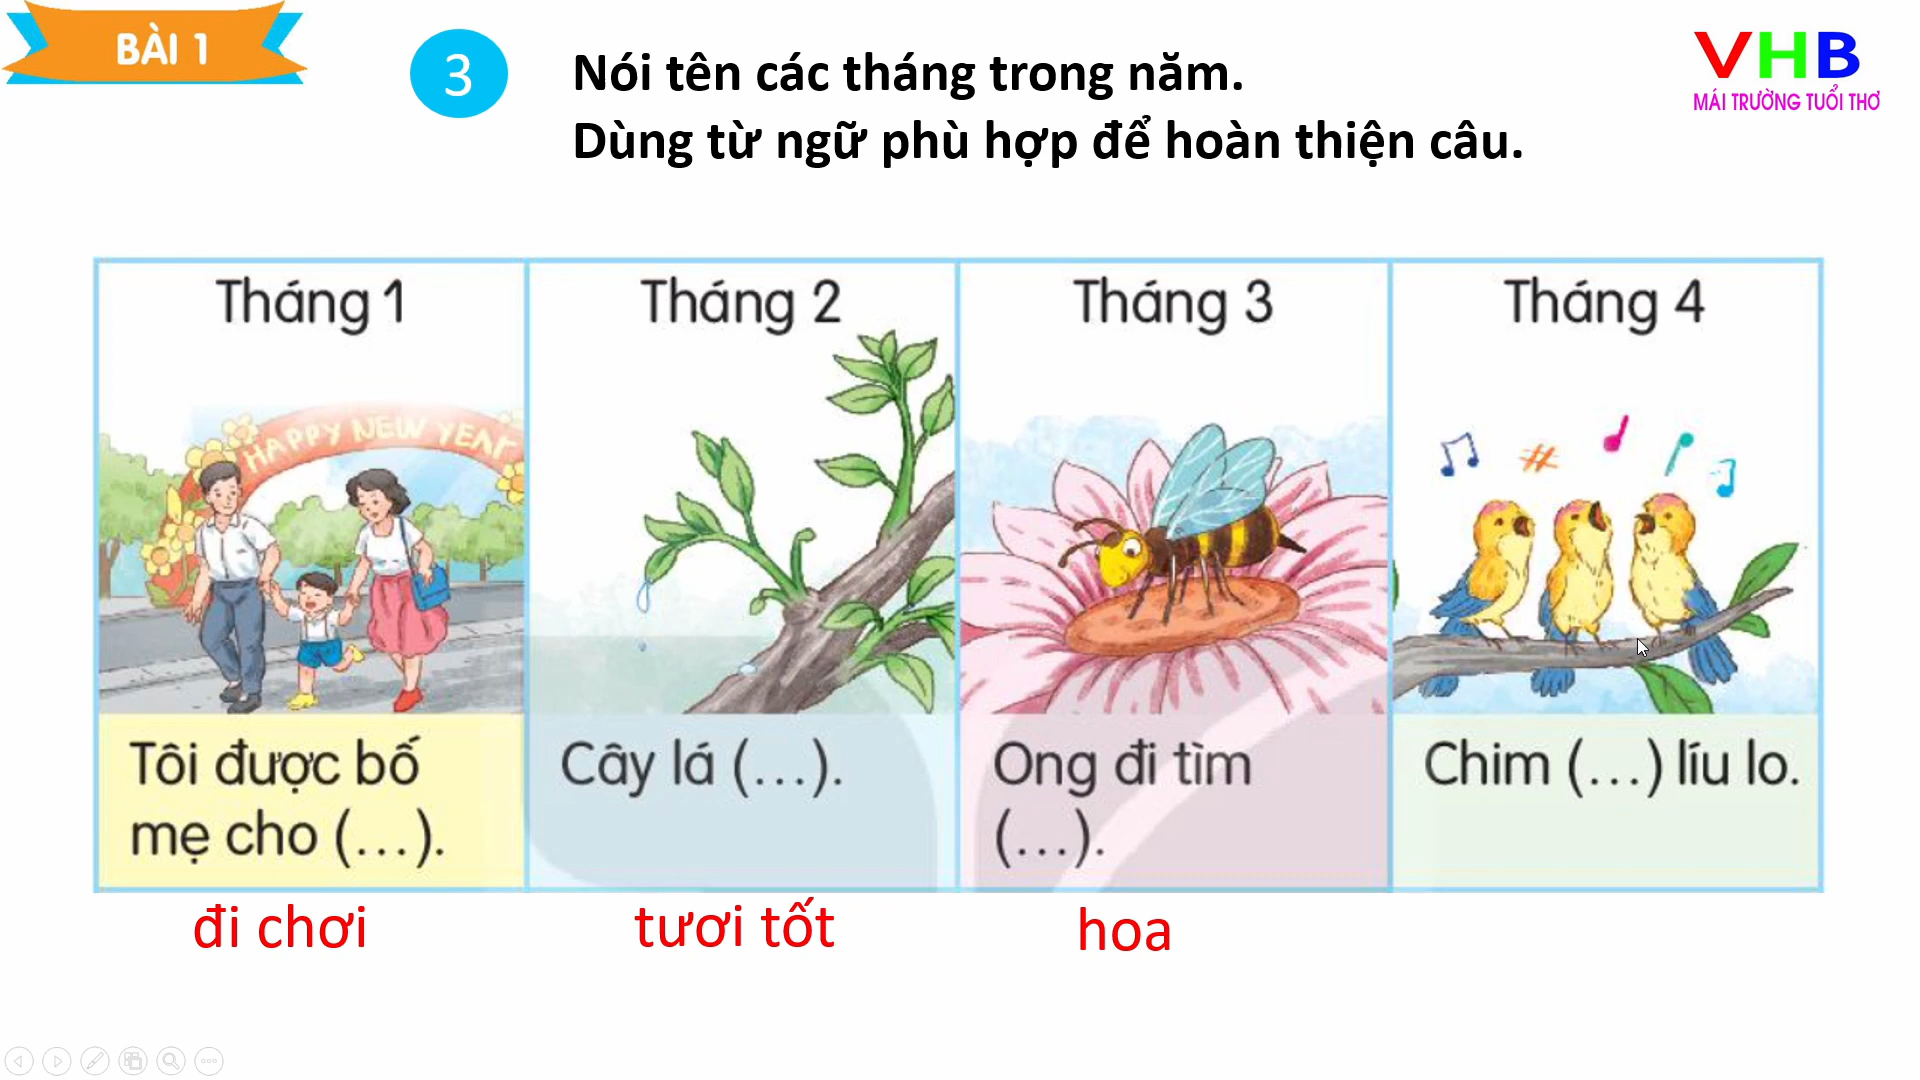 BÀI 1
3
Nói tên các tháng trong năm.
Dùng từ ngữ phù hợp để hoàn thiện câu.
VHB
MÁI TRƯỜNG TUỔI THƠ
Tháng 1
Tháng 2
Tháng 3
Tháng 4
HAPPY NEW YEAR
Tôi được bố
mẹ cho (...).
Cây lá (...).
Ong đi tìm
(...).
Chim (...) líu lo.
đi chơi
tươi tốt
hoa